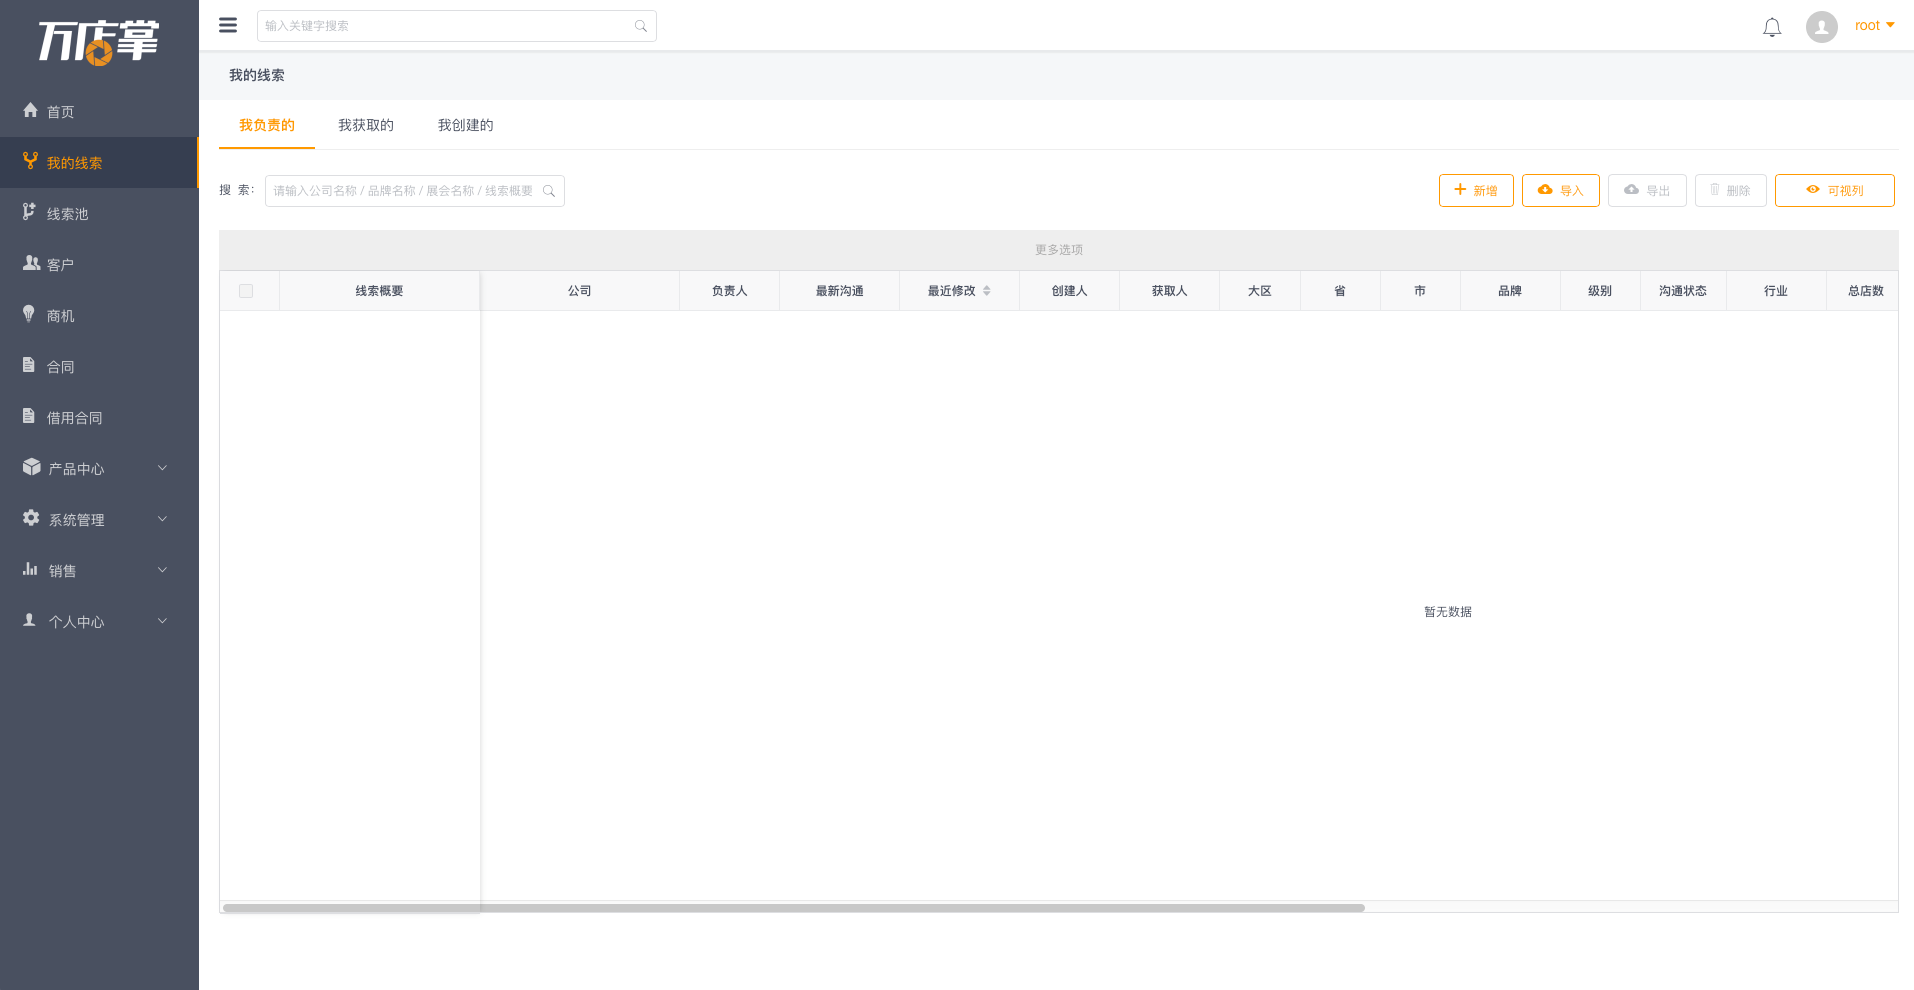 万店掌
输入关键字搜索
root
首页
我的线索
线索池
客户
商机
合同
借用合同
产品中心
系统管理
销售
个人中心
我的线索
我负责的 我获取的 我创建的
搜 索： 请输入公司名称 / 品牌名称 / 展会名称 / 线索概要 新增 导入 导出 删除 可视列
更多选项
线索概要 公司 负责人 最新沟通 最近修改 创建人 获取人 大区 省 市 品牌 级别 沟通状态 行业 总店数
暂无数据